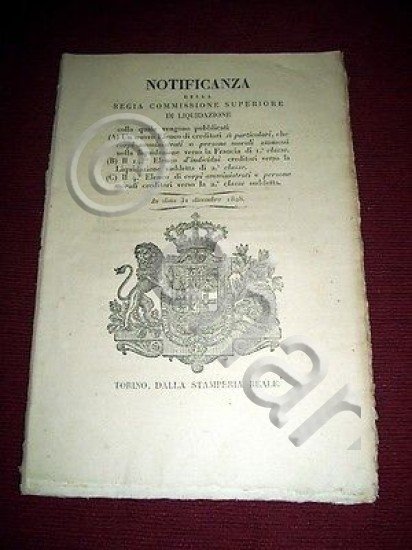 NOTIFICANZA
DELLA
REGIA COMMISSIONE SUPERIORE
DI LIQUIDAZIONE
colla quale vengono pubblicati
(A) Un nuovo Elenco di creditori sì particolari, che
corpi amministrati o persone morali ammessi
nella liquidazione verso la Francia di 1.ª classe.
(B) Il Elenco d'individui creditori verso la
Liquidazione suddetta di 2.ª classe.
(C) Il 9.º Elenco di corpi amministrati e persone
morali creditori verso la 2.ª classe suddetta.
In data 31 dicembre 1828.
TORINO, DALLA STAMPERIA REALE.